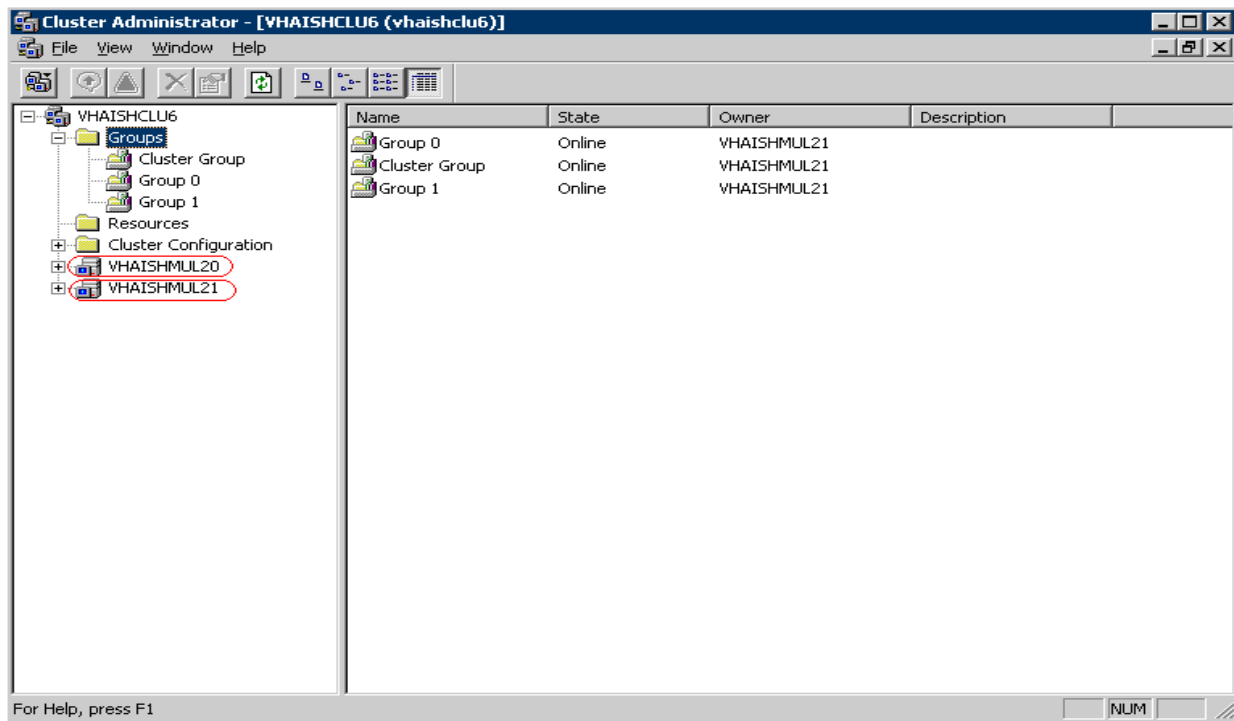 Cluster Administrator - [VHAISHCLU6 (vhaishclu6)]
File View Window Help
VHAISHCLU6
Groups
Cluster Group
Group 0
Group 1
Resources
Cluster Configuration
VHAISHMUL20
VHAISHMUL21
Name State Owner Description
Group 0 Online VHAISHMUL21
Cluster Group Online VHAISHMUL21
Group 1 Online VHAISHMUL21
For Help, press F1
NUM